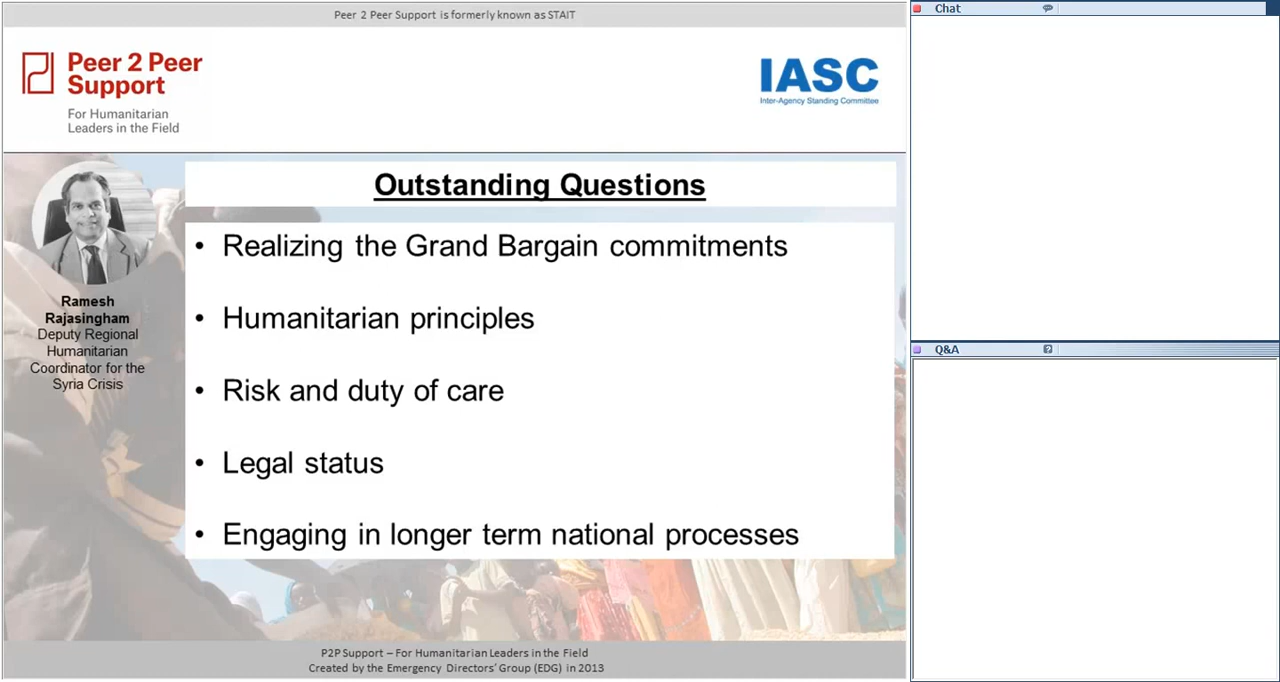 Peer 2 Peer Support is formerly known as STAIT
Peer 2 Peer
Support
For Humanitarian
Leaders in the Field
IASC
Inter-Agency Standing Committee
Ramesh
Rajasingham
Deputy Regional
Humanitarian
Coordinator for the
Syria Crisis
Outstanding Questions
• Realizing the Grand Bargain commitments
• Humanitarian principles
• Risk and duty of care
• Legal status
• Engaging in longer term national processes
P2P Support – For Humanitarian Leaders in the Field
Created by the Emergency Directors' Group (EDG) in 2013
Chat
Q&A